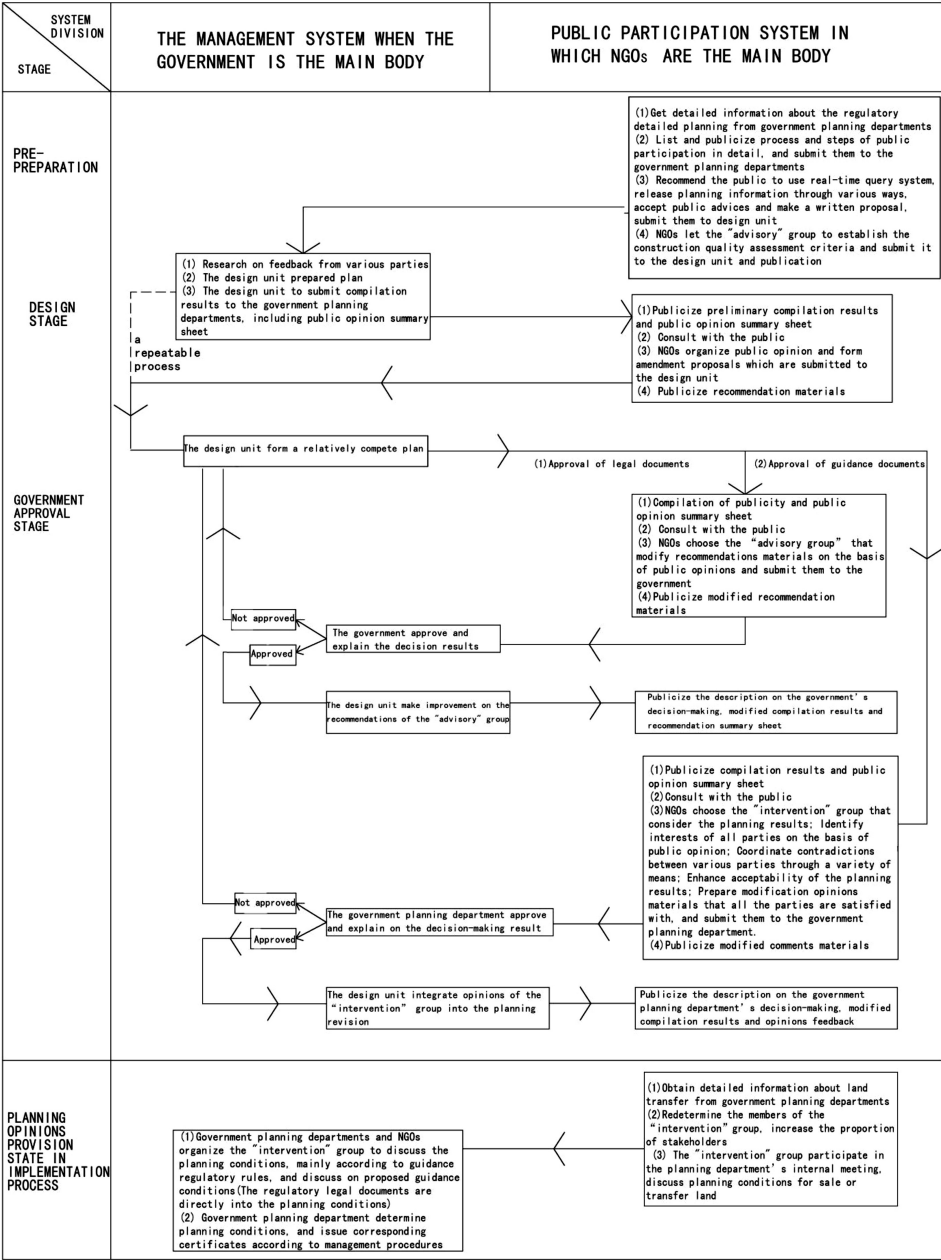 SYSTEM
DIVISION
STAGE
THE MANAGEMENT SYSTEM WHEN THE
GOVERNMENT IS THE MAIN BODY
PUBLIC PARTICIPATION SYSTEM IN
WHICH NGOs ARE THE MAIN BODY
PRE-
PREPARATION
(1)Get detailed information about the regulatory
detailed planning from government planning departments
(2) List and publicize process and steps of public
participation in detail, and submit them to the
government planning departments
(3) Recommend the public to use real-time query system,
release planning information through various ways,
accept public advices and make a written proposal,
submit them to design unit
(4) NGOs let the "advisory" group to establish the
construction quality assessment criteria and submit it
to the design unit and publication
DESIGN
STAGE
(1) Research on feedback from various parties
(2) The design unit prepared plan
(3) The design unit to submit compilation
results to the government planning
departments, including public opinion summary
sheet
a
repeatable
process
(1)Publicize preliminary compilation results
and public opinion summary sheet
(2) Consult with the public
(3) NGOs organize public opinion and form
amendment proposals which are submitted to
the design unit
(4) Publicize recommendation materials
GOVERNMENT
APPROVAL
STAGE
The design unit form a relatively compete plan
(1)Approval of legal documents
(2)Approval of guidance documents
(1)Compilation of publicity and public
opinion summary sheet
(2) Consult with the public
(3) NGOs choose the “advisory group” that
modify recommendations materials on the basis
of public opinions and submit them to the
government
(4)Publicize modified recommendation
materials
Not approved
Approved
The government approve and
explain the decision results
The design unit make improvement on the
recommendations of the "advisory" group
Publicize the description on the government's
decision-making, modified compilation results and
recommendation summary sheet
(1)Publicize compilation results and public
opinion summary sheet
(2)Consult with the public
(3)NGOs choose the "intervention" group that
consider the planning results; Identify
interests of all parties on the basis of
public opinion; Coordinate contradictions
between various parties through a variety of
means; Enhance acceptability of the planning
results; Prepare modification opinions
materials that all the parties are satisfied
with, and submit them to the government
planning department.
(4)Publicize modified comments materials
Not approved
Approved
The government planning department approve
and explain on the decision-making result
The design unit integrate opinions of the
“intervention” group into the planning
revision
Publicize the description on the government
planning department's decision-making, modified
compilation results and opinions feedback
PLANNING
OPINIONS
PROVISION
STATE IN
IMPLEMENTATION
PROCESS
(1)Obtain detailed information about land
transfer from government planning departments
(2)Redetermine the members of the
“intervention” group, increase the proportion
of stakeholders
(3) The "intervention" group participate in
the planning department's internal meeting,
discuss planning conditions for sale or
transfer land
(1)Government planning departments and NGOs
organize the "intervention" group to discuss the
planning conditions, mainly according to guidance
regulatory rules, and discuss on proposed guidance
conditions(The regulatory legal documents are
directly into the planning conditions)
(2) Government planning department determine
planning conditions, and issue corresponding
certificates according to management procedures